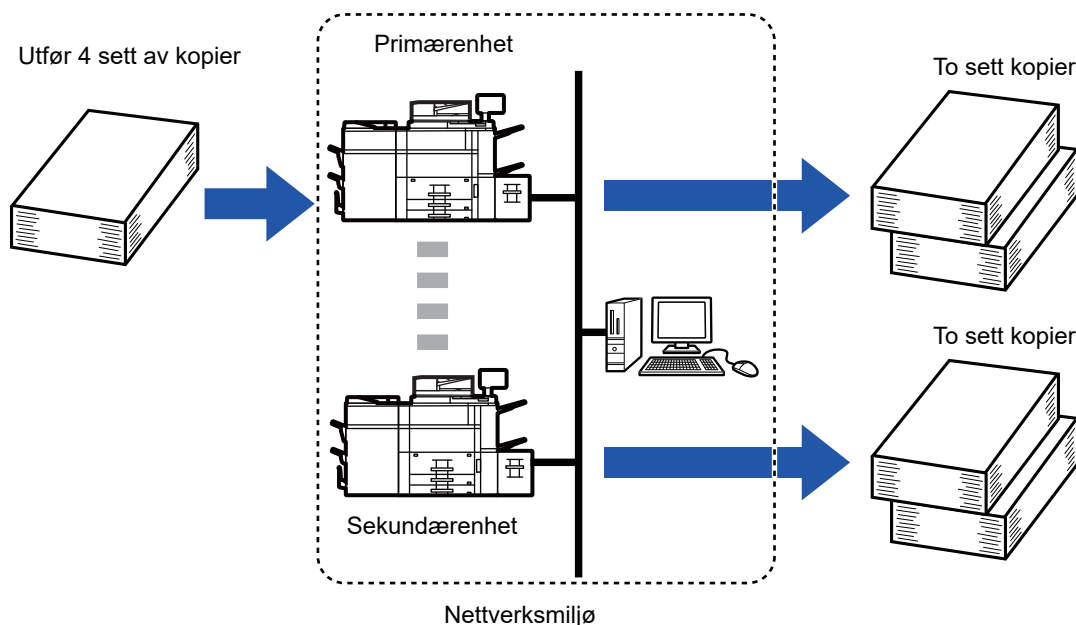 Utfør 4 sett av kopier
Primærenhet
To sett kopier
To sett kopier
Sekundærenhet
Nettverksmiljø